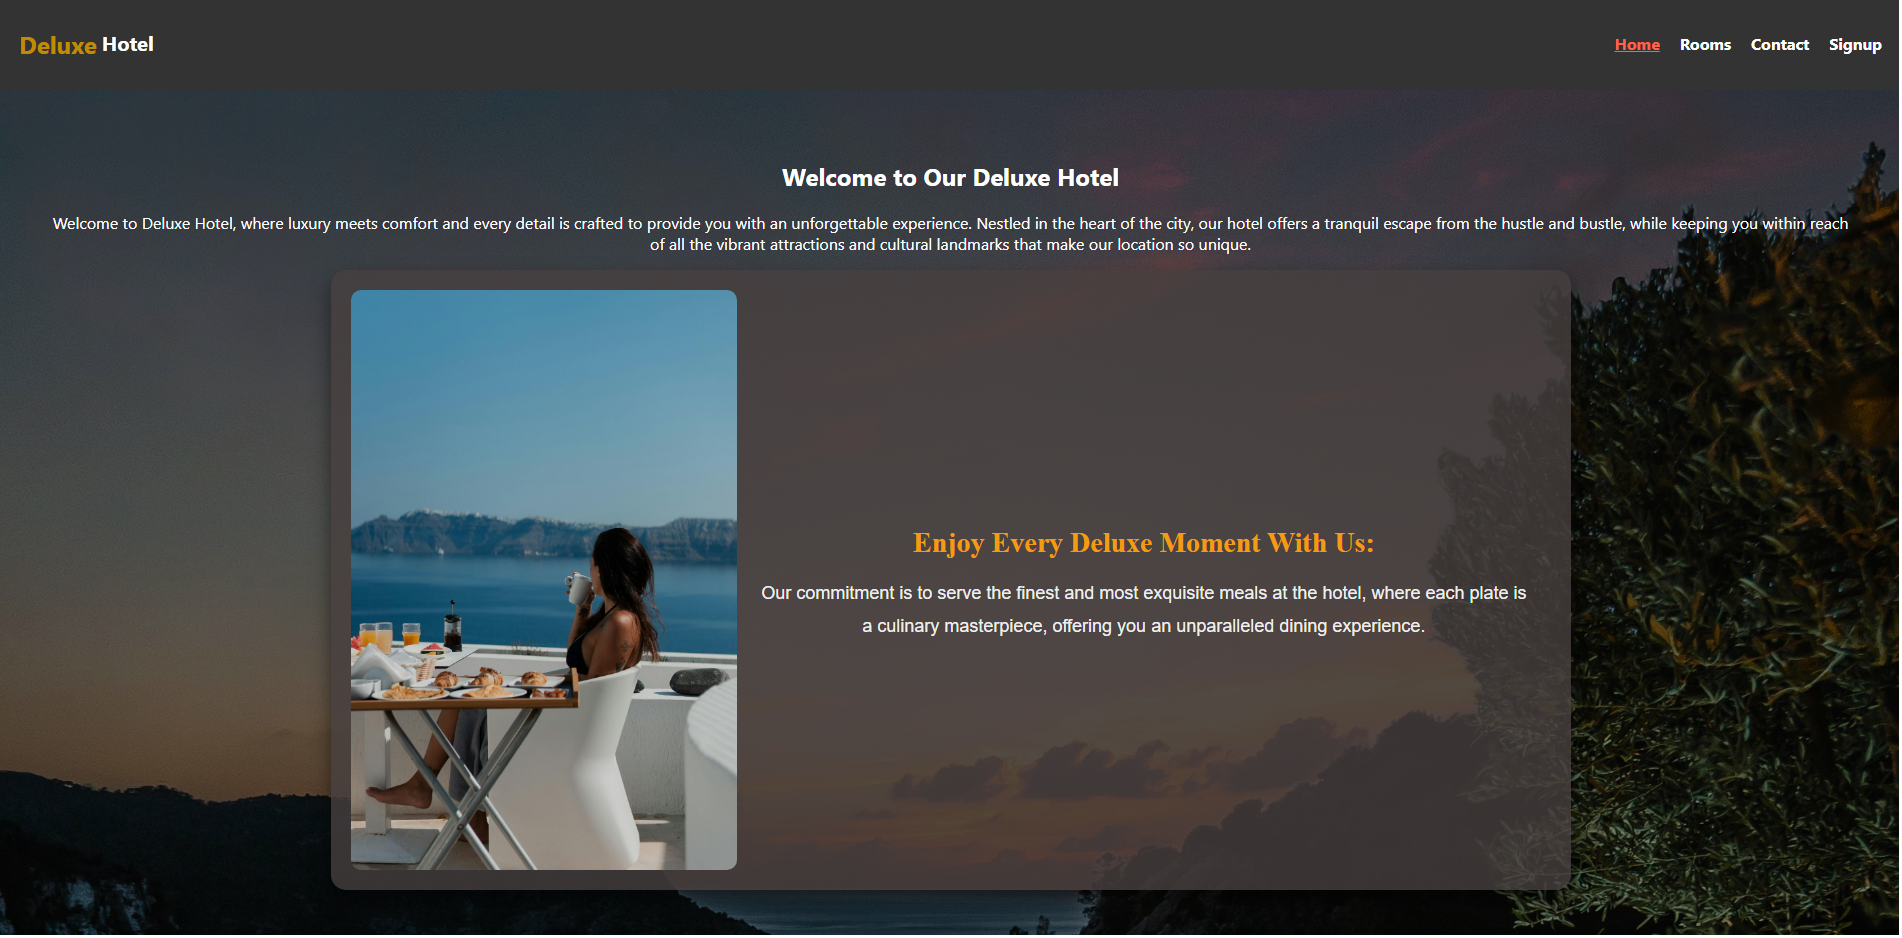 Deluxe Hotel
Home Rooms Contact Signup
Welcome to Our Deluxe Hotel
Welcome to Deluxe Hotel, where luxury meets comfort and every detail is crafted to provide you with an unforgettable experience. Nestled in the heart of the city, our hotel offers a tranquil escape from the hustle and bustle, while keeping you within reach
of all the vibrant attractions and cultural landmarks that make our location so unique.
Enjoy Every Deluxe Moment With Us:
Our commitment is to serve the finest and most exquisite meals at the hotel, where each plate is
a culinary masterpiece, offering you an unparalleled dining experience.